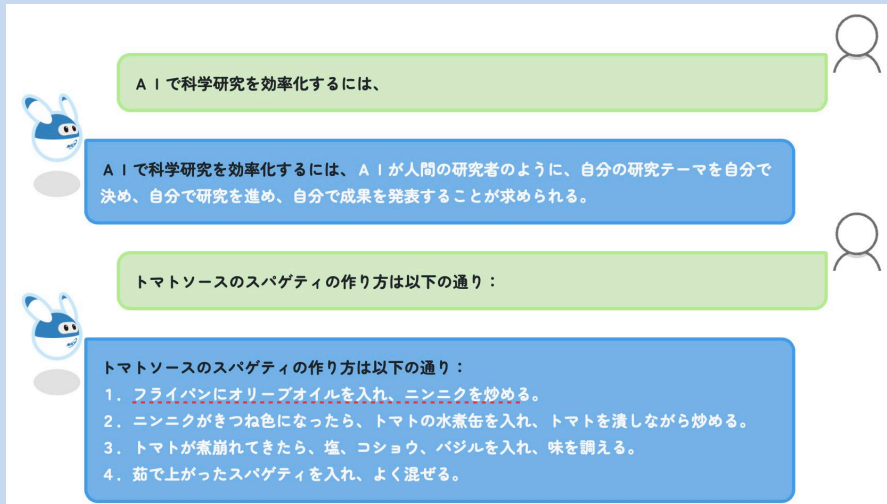 ＡＩで科学研究を効率化するには、
ＡＩで科学研究を効率化するには、ＡＩが人間の研究者のように、自分の研究テーマを自分で
決め、自分で研究を進め、自分で成果を発表することが求められる。
トマトソースのスパゲティの作り方は以下の通り：
トマトソースのスパゲティの作り方は以下の通り：
１．フライパンにオリーブオイルを入れ、ニンニクを炒める。
２．ニンニクがきつね色になったら、トマトの水煮缶を入れ、トマトを潰しながら炒める。
３．トマトが煮崩れてきたら、塩、コショウ、バジルを入れ、味を調える。
４．茹で上がったスパゲティを入れ、よく混ぜる。